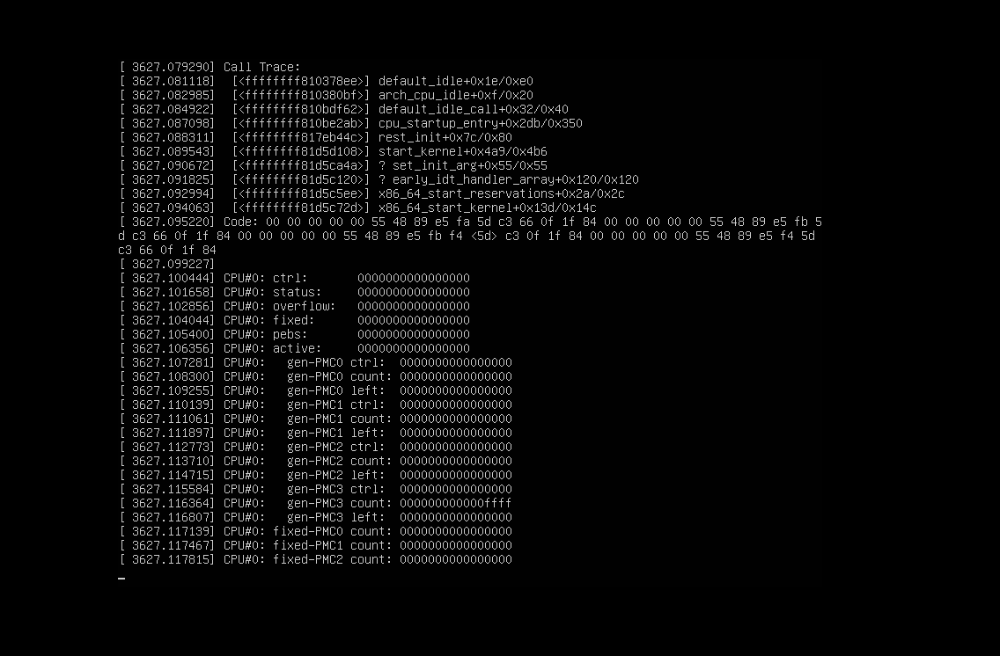 [ 3627.079290] Call Trace:
[ 3627.081118]  [<ffffffff810378ee>] default_idle+0x1e/0xe0
[ 3627.082985]  [<ffffffff810380bf>] arch_cpu_idle+0xf/0x20
[ 3627.084922]  [<ffffffff810bdf62>] default_idle_call+0x32/0x40
[ 3627.087098]  [<ffffffff810be2ab>] cpu_startup_entry+0x2db/0x350
[ 3627.088311]  [<ffffffff817eb44c>] rest_init+0x7c/0x80
[ 3627.089543]  [<ffffffff81d5d108>] start_kernel+0x4a9/0x4b6
[ 3627.090672]  [<ffffffff81d5ca4a>] ? set_init_arg+0x55/0x55
[ 3627.091825]  [<ffffffff81d5c120>] ? early_idt_handler_array+0x120/0x120
[ 3627.092994]  [<ffffffff81d5c5ee>] x86_64_start_reservations+0x2a/0x2c
[ 3627.094063]  [<ffffffff81d5c72d>] x86_64_start_kernel+0x13d/0x14c
[ 3627.095220] Code: 00 00 00 00 00 55 48 89 e5 fa 5d c3 66 0f 1f 84 00 00 00 00 00 55 48 89 e5 fb 5
d c3 66 0f 1f 84 00 00 00 00 00 55 48 89 e5 fb f4 <5d> c3 0f 1f 84 00 00 00 00 00 55 48 89 e5 f4 5d
c3 66 0f 1f 84
[ 3627.099227]
[ 3627.100444] CPU#0: ctrl:       0000000000000000
[ 3627.101658] CPU#0: status:     0000000000000000
[ 3627.102856] CPU#0: overflow:   0000000000000000
[ 3627.104044] CPU#0: fixed:      0000000000000000
[ 3627.105400] CPU#0: pebs:       0000000000000000
[ 3627.106356] CPU#0: active:     0000000000000000
[ 3627.107281] CPU#0:   gen-PMC0 ctrl:  0000000000000000
[ 3627.108300] CPU#0:   gen-PMC0 count: 0000000000000000
[ 3627.109255] CPU#0:   gen-PMC0 left:  0000000000000000
[ 3627.110139] CPU#0:   gen-PMC1 ctrl:  0000000000000000
[ 3627.111061] CPU#0:   gen-PMC1 count: 0000000000000000
[ 3627.111897] CPU#0:   gen-PMC1 left:  0000000000000000
[ 3627.112773] CPU#0:   gen-PMC2 ctrl:  0000000000000000
[ 3627.113710] CPU#0:   gen-PMC2 count: 0000000000000000
[ 3627.114715] CPU#0:   gen-PMC2 left:  0000000000000000
[ 3627.115584] CPU#0:   gen-PMC3 ctrl:  0000000000000000
[ 3627.116364] CPU#0:   gen-PMC3 count: 000000000000ffff
[ 3627.116807] CPU#0:   gen-PMC3 left:  0000000000000000
[ 3627.117139] CPU#0: fixed-PMC0 count: 0000000000000000
[ 3627.117467] CPU#0: fixed-PMC1 count: 0000000000000000
[ 3627.117815] CPU#0: fixed-PMC2 count: 0000000000000000